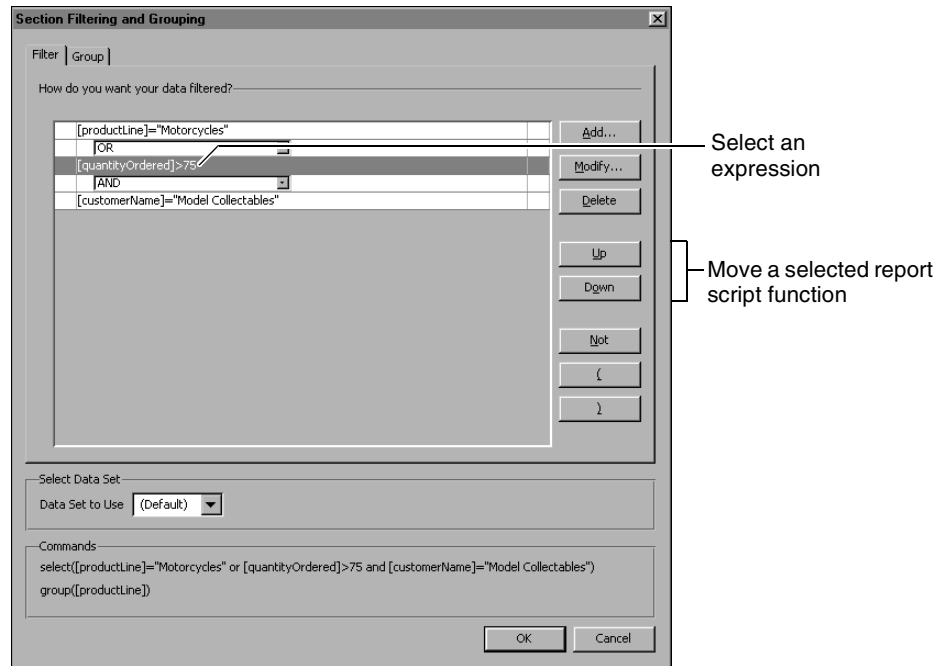 Section Filtering and Grouping
Filter
Group
How do you want your data filtered?
[productLine]="Motorcycles"
OR
[quantityOrdered]>75
AND
[customerName]="Model Collectables"
Add...
Modify...
Delete
Up
Down
Not
(
)
Select an
expression
Move a selected report
script function
Select Data Set
Data Set to Use (Default)
Commands
select([productLine]="Motorcycles" or [quantityOrdered]>75 and [customerName]="Model Collectables")
group([productLine])
OK
Cancel